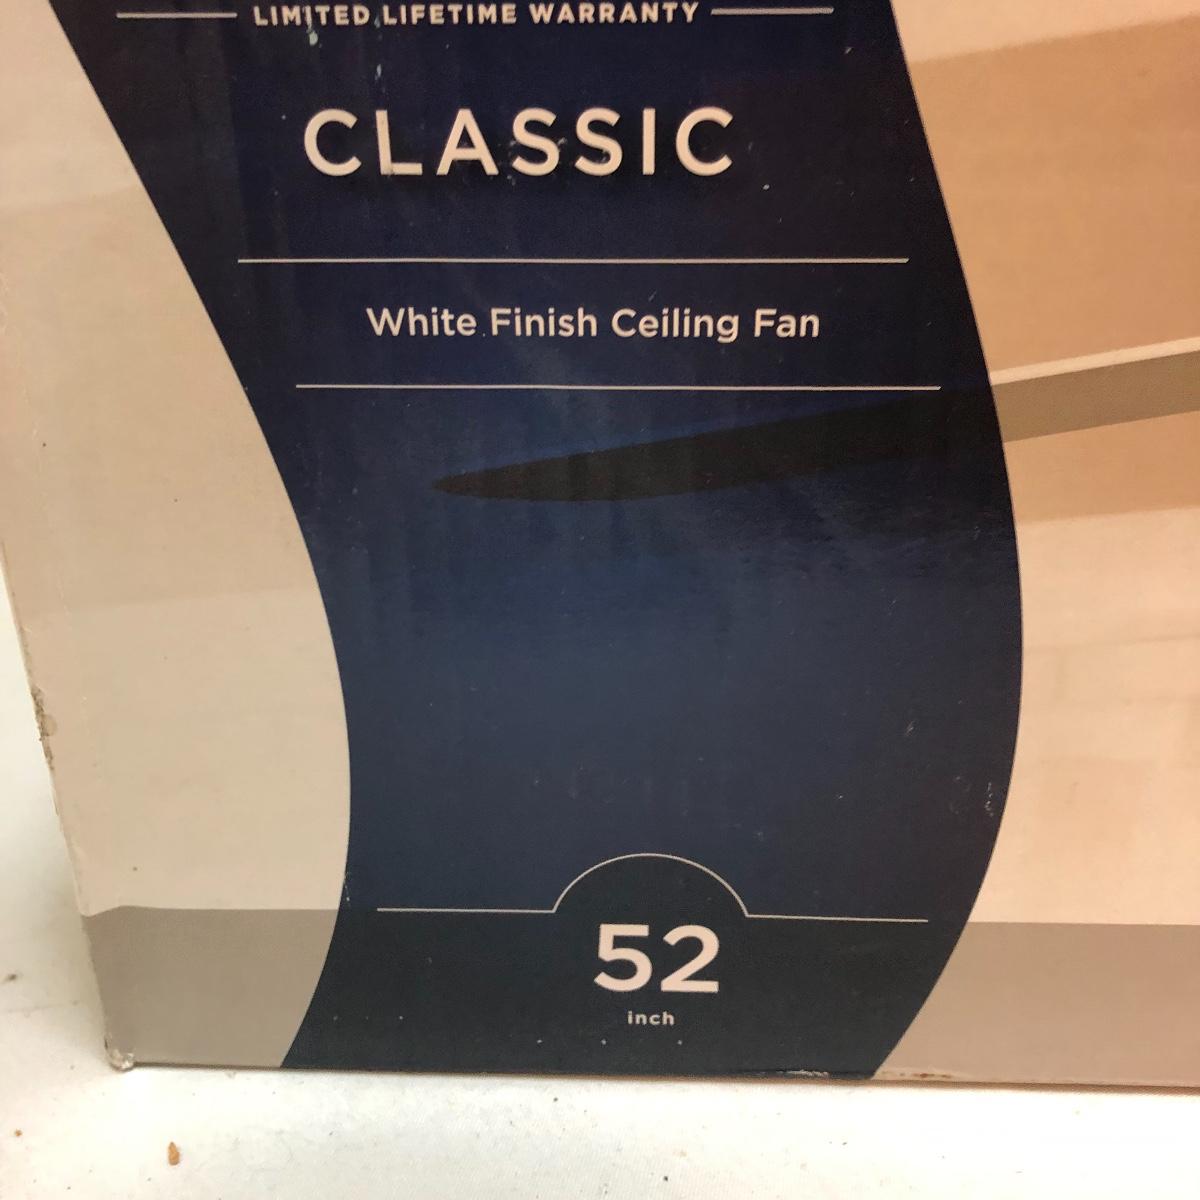 LIMITED LIFETIME WARRANTY
CLASSIC
White Finish Ceiling Fan
52
inch